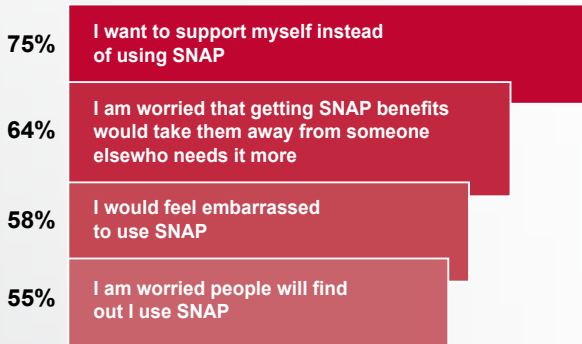 75%
I want to support myself instead
of using SNAP
64%
I am worried that getting SNAP benefits
would take them away from someone
elsewho needs it more
58%
I would feel embarrassed
to use SNAP
55%
I am worried people will find
out I use SNAP